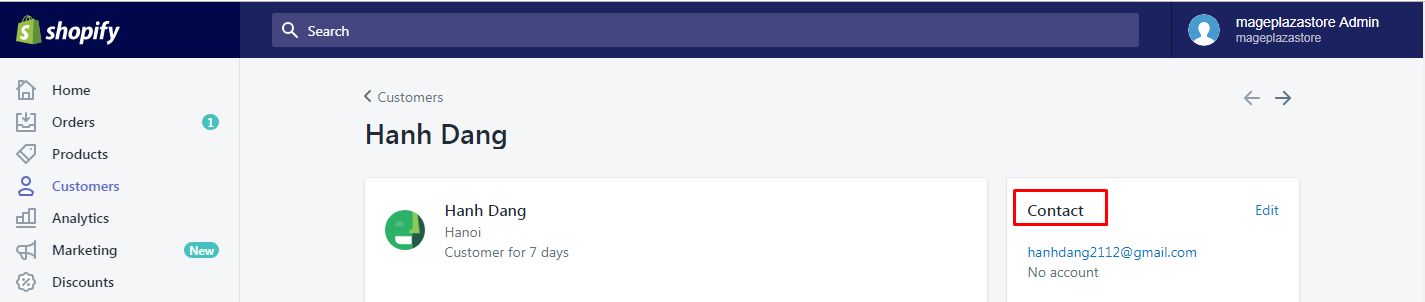 shopify
Search
mageplazastore Admin
mageplazastore
Home
Orders 1
Products
Customers
Analytics
Marketing New
Discounts
Customers
Hanh Dang
Hanh Dang
Hanoi
Customer for 7 days
Contact Edit
hanhdang2112@gmail.com
No account